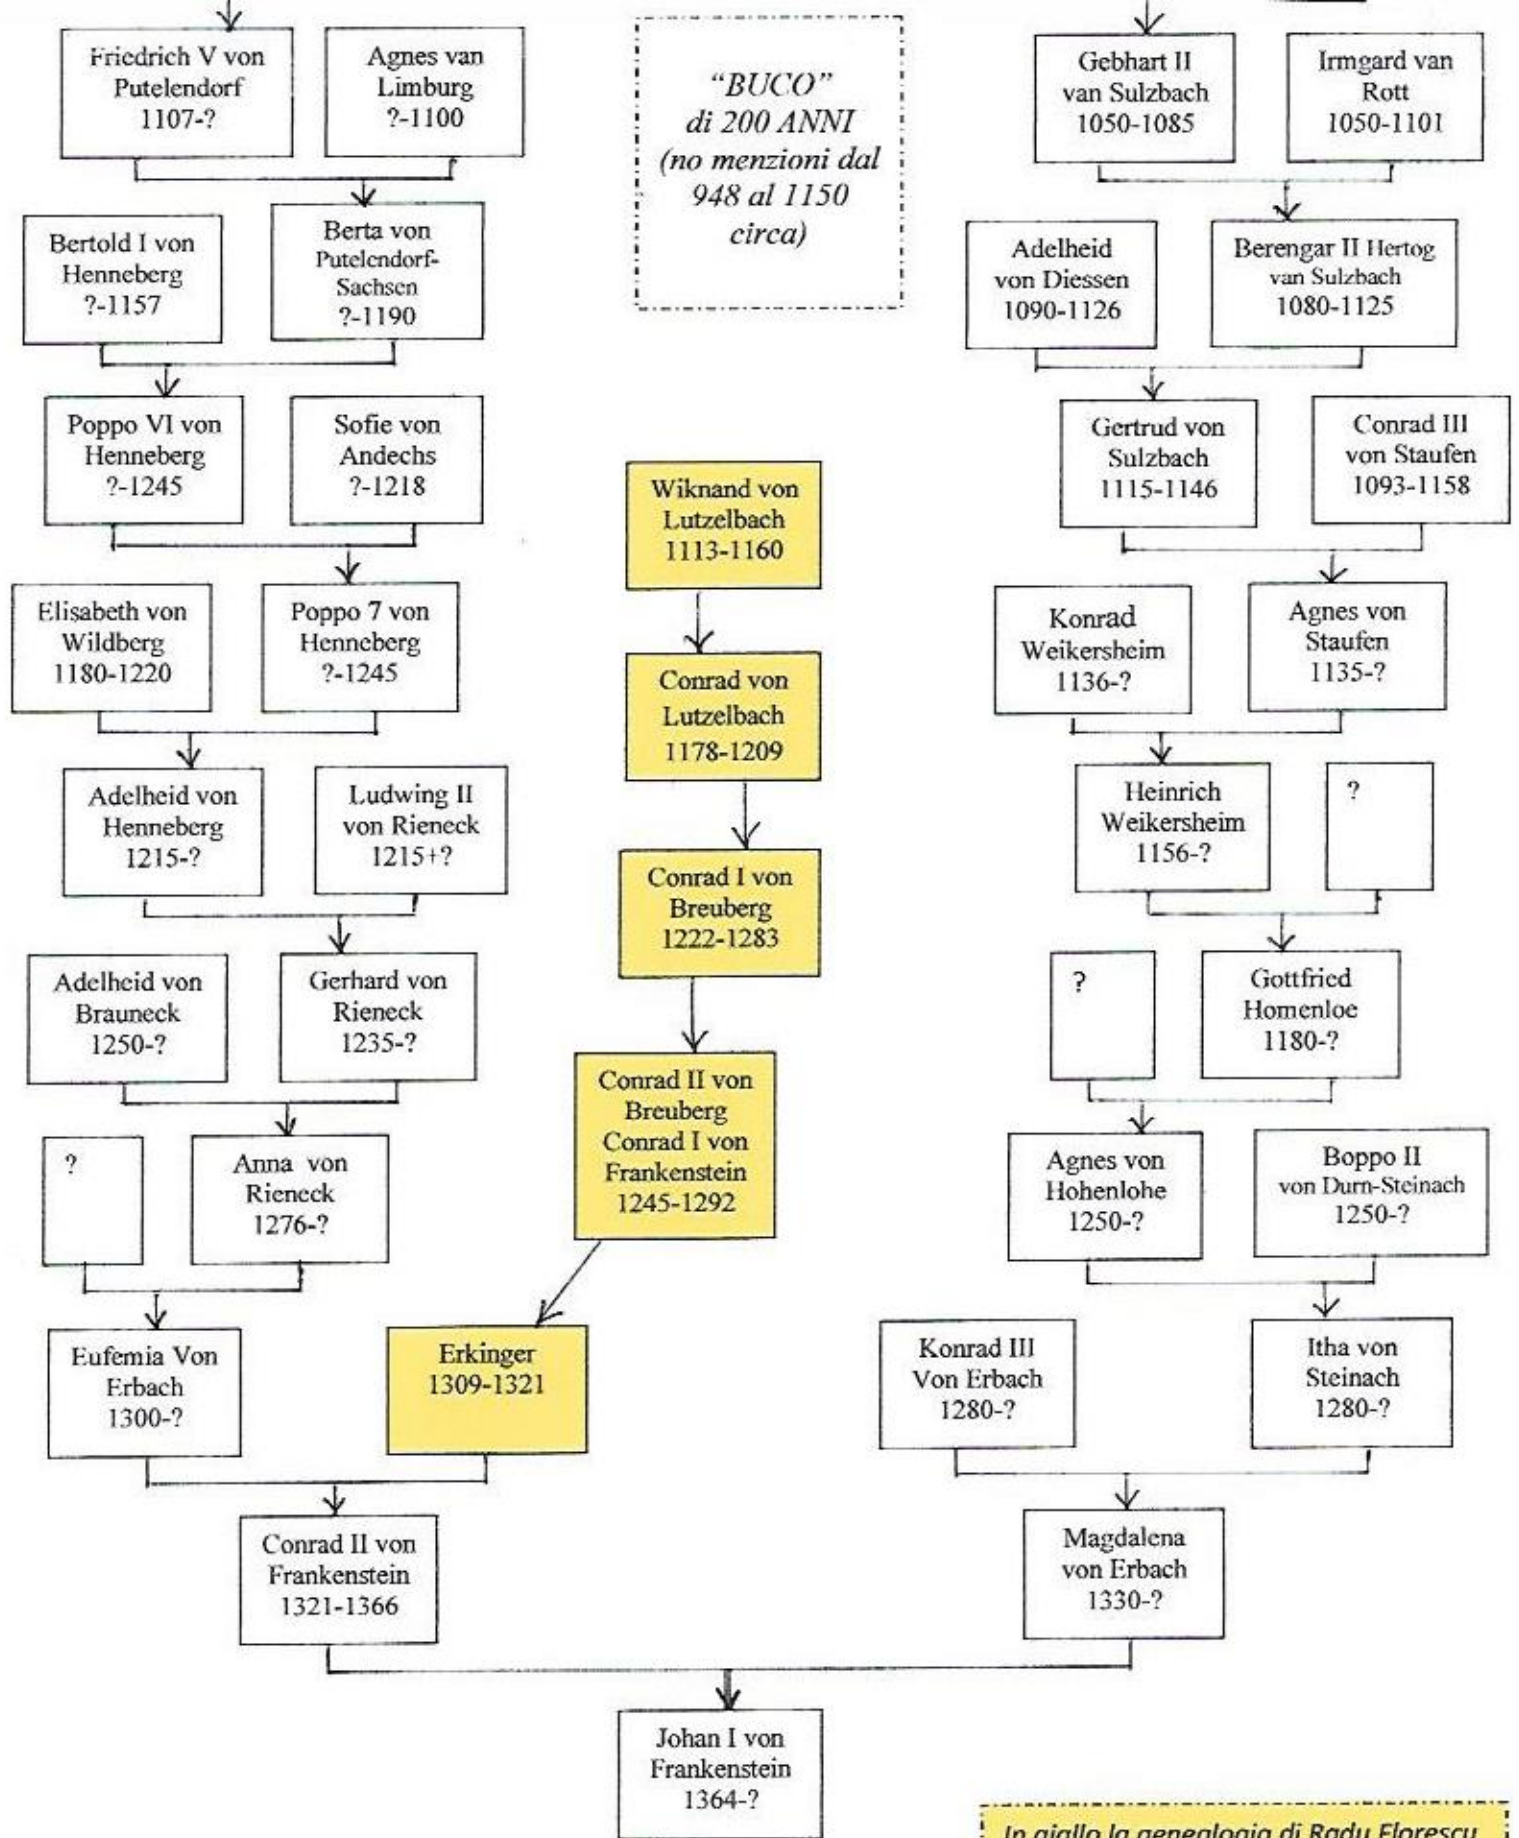 Friedrich V von
Putelendorf
1107-?
Agnes van
Limburg
?-1100
"BUCO"
di 200 ANNI
(no menzioni dal
948 al 1150
circa)
Gebhart II
van Sulzbach
1050-1085
Irmgard van
Rott
1050-1101
Bertold I von
Henneberg
?-1157
Berta von
Putelendorf-
Sachsen
?-1190
Adelheid
von Diessen
1090-1126
Berengar II Hertog
van Sulzbach
1080-1125
Poppo VI von
Henneberg
?-1245
Sofie von
Andechs
?-1218
Wiknand von
Lutzelbach
1113-1160
Gertrud von
Sulzbach
1115-1146
Conrad III
von Staufen
1093-1158
Elisabeth von
Wildberg
1180-1220
Poppo 7 von
Henneberg
?-1245
Conrad von
Lutzelbach
1178-1209
Konrad
Weikersheim
1136-?
Agnes von
Staufen
1135-?
Adelheid von
Henneberg
1215-?
Ludwing II
von Rieneck
1215+?
Conrad I von
Breuberg
1222-1283
Heinrich
Weikersheim
1156-?
?
Adelheid von
Brauneck
1250-?
Gerhard von
Rieneck
1235-?
Conrad II von
Breuberg
Conrad I von
Frankenstein
1245-1292
?
Gottfried
Homenloe
1180-?
?
Anna von
Rieneck
1276-?
Agnes von
Hohenlohe
1250-?
Boppo II
von Durn-Steinach
1250-?
Eufemia Von
Erbach
1300-?
Erkinger
1309-1321
Konrad III
Von Erbach
1280-?
Itha von
Steinach
1280-?
Conrad II von
Frankenstein
1321-1366
Magdalena
von Erbach
1330-?
Johan I von
Frankenstein
1364-?
In giallo la genealogia di Radu Florescu